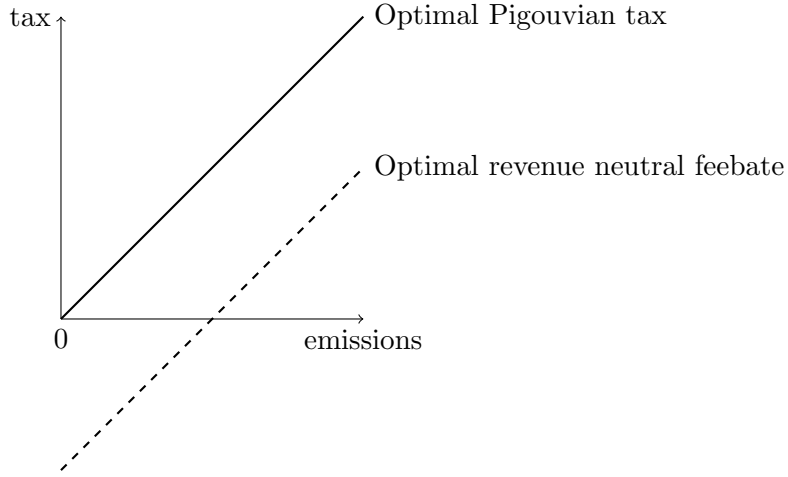 tax
Optimal Pigouvian tax
Optimal revenue neutral feebate
0
emissions